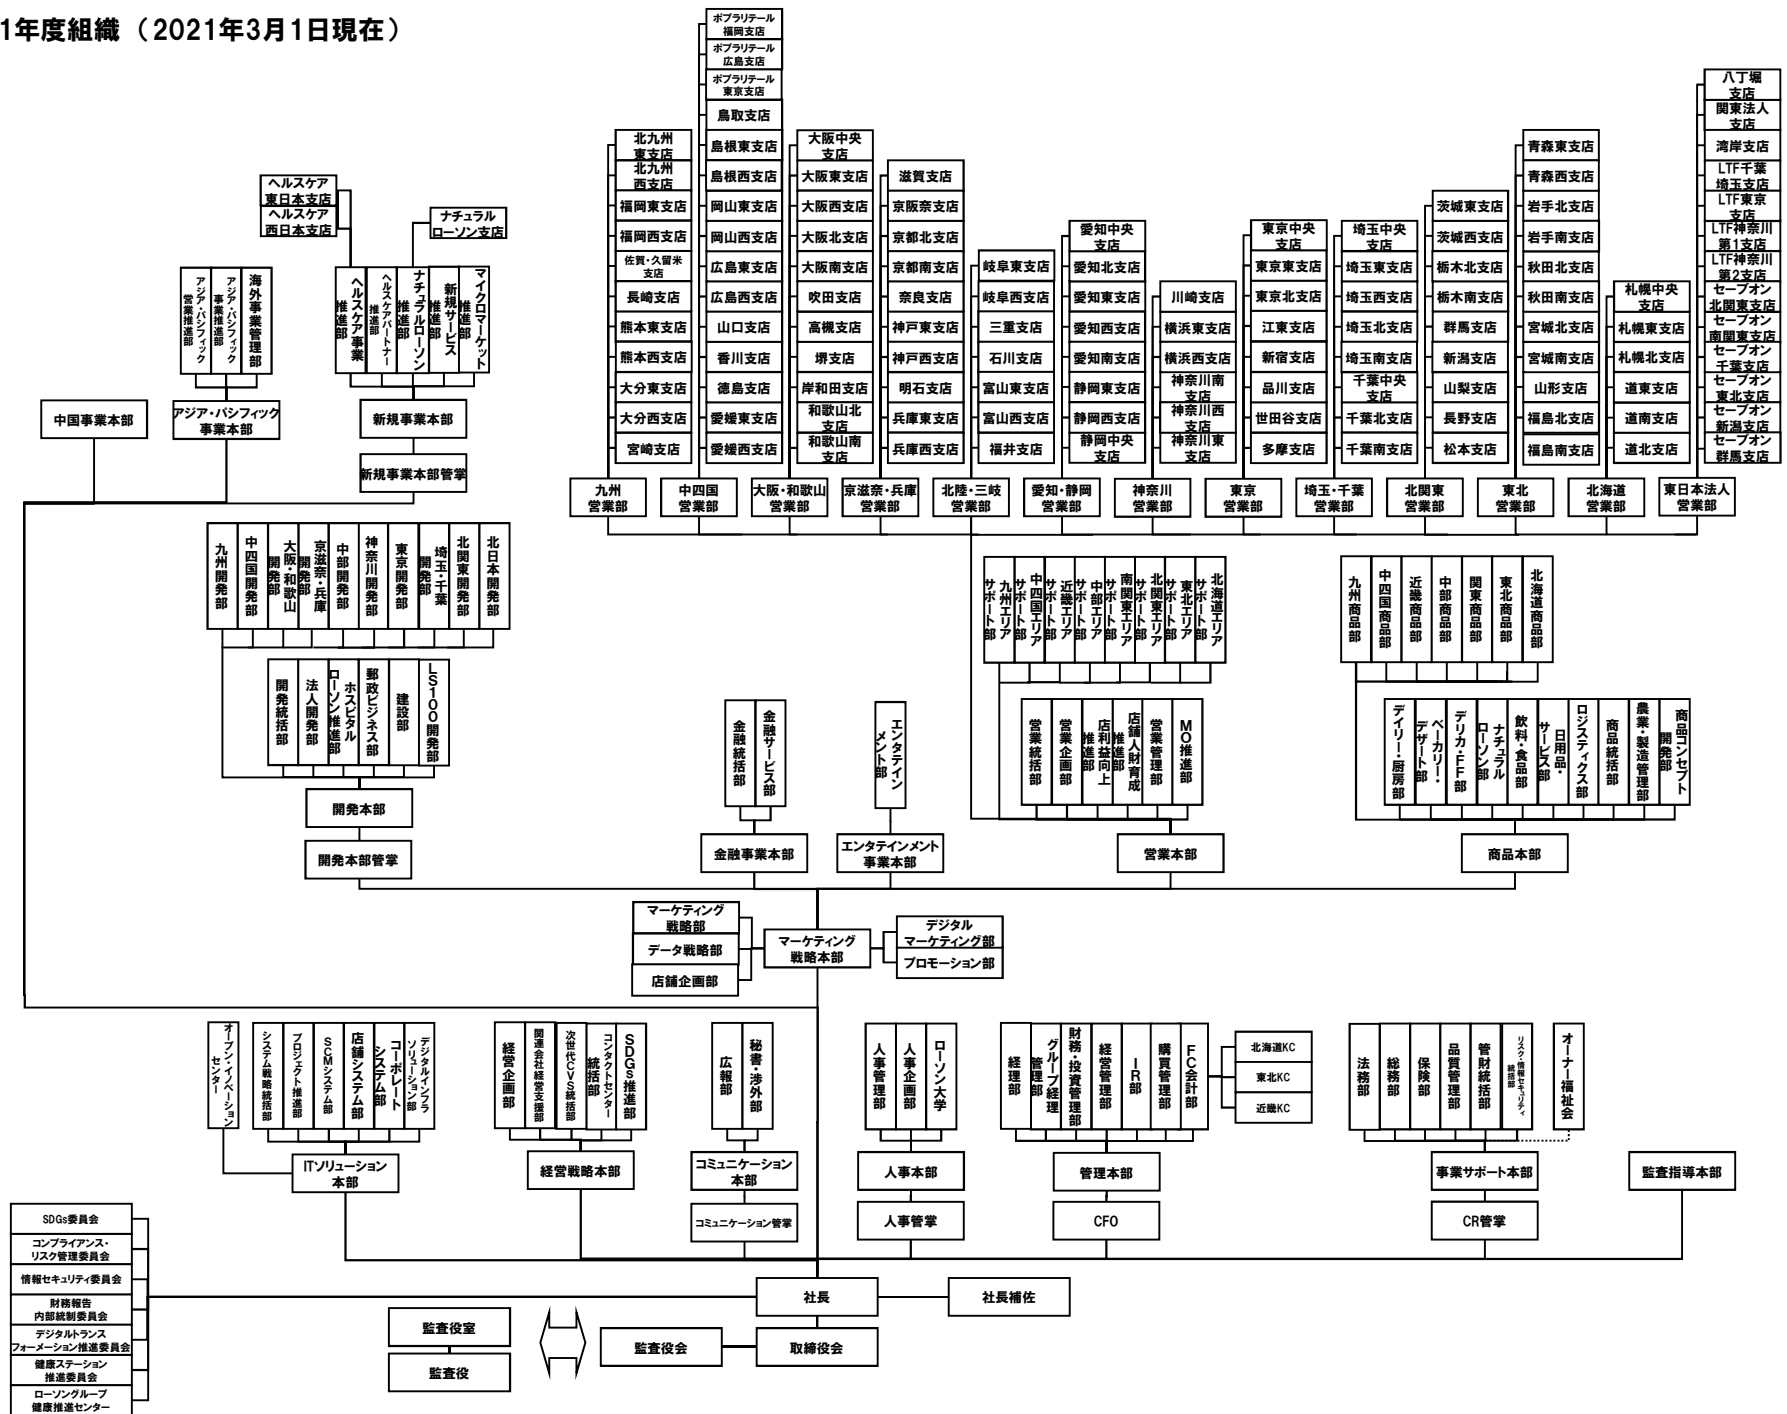 1年度組織（2021年3月1日現在）
ポプラリテール
福岡支店
ポプラリテール
広島支店
ポプラリテール
東京支店
鳥取支店
島根東支店
島根西支店
岡山東支店
岡山西支店
広島東支店
広島西支店
山口支店
香川支店
徳島支店
愛媛東支店
愛媛西支店
北九州
東支店
北九州
西支店
福岡東支店
福岡西支店
佐賀・久留米
支店
長崎支店
熊本東支店
熊本西支店
大分東支店
大分西支店
宮崎支店
大阪中央
支店
大阪東支店
大阪西支店
大阪北支店
大阪南支店
吹田支店
高槻支店
堺支店
岸和田支店
和歌山北
支店
和歌山南
支店
滋賀支店
京阪奈支店
京都北支店
京都南支店
奈良支店
神戸東支店
神戸西支店
明石支店
兵庫東支店
兵庫西支店
岐阜東支店
岐阜西支店
三重支店
石川支店
富山東支店
富山西支店
福井支店
愛知中央
支店
愛知北支店
愛知東支店
愛知西支店
愛知南支店
静岡東支店
静岡西支店
静岡中央
支店
川崎支店
横浜東支店
横浜西支店
神奈川南
支店
神奈川西
支店
神奈川東
支店
東京中央
支店
東京東支店
東京北支店
江東支店
新宿支店
品川支店
世田谷支店
多摩支店
埼玉中央
支店
埼玉東支店
埼玉西支店
埼玉北支店
埼玉南支店
千葉中央
支店
千葉北支店
千葉南支店
茨城東支店
茨城西支店
栃木北支店
栃木南支店
群馬支店
新潟支店
山梨支店
長野支店
松本支店
青森東支店
青森西支店
岩手北支店
岩手南支店
秋田北支店
秋田南支店
宮城北支店
宮城南支店
山形支店
福島北支店
福島南支店
札幌中央
支店
札幌東支店
札幌北支店
道東支店
道南支店
道北支店
八丁堀
支店
関東法人
支店
湾岸支店
LTF千葉
埼玉支店
LTF東京
支店
LTF神奈川
第1支店
LTF神奈川
第2支店
セーブオン
北関東支店
セーブオン
南関東支店
セーブオン
千葉支店
セーブオン
東北支店
セーブオン
新潟支店
セーブオン
群馬支店
九州
営業部
中四国
営業部
大阪・和歌山
営業部
京滋奈・兵庫
営業部
北陸・三岐
営業部
愛知・静岡
営業部
神奈川
営業部
東京
営業部
埼玉・千葉
営業部
北関東
営業部
東北
営業部
北海道
営業部
東日本法人
営業部
ヘルスケア
東日本支店
ヘルスケア
西日本支店
ナチュラル
ローソン支店
アジア・パシフィック
営業推進部
アジア・パシフィック
事業推進部
海外事業管理部
ヘルスケア事業
推進部
ヘルスケアパートナー
推進部
ナチュラルローソン
推進部
新規サービス
推進部
マイクロマーケット
推進部
中国事業本部
アジア・パシフィック
事業本部
新規事業本部
新規事業本部管掌
九州開発部
中四国開発部
大阪・和歌山
開発部
京滋奈・兵庫
開発部
中部開発部
神奈川開発部
東京開発部
埼玉・千葉
開発部
北関東開発部
北日本開発部
開発統括部
法人開発部
ホスピタル
ローソン推進部
郵政ビジネス部
建設部
LS100開発部
開発本部
開発本部管掌
金融統括部
金融サービス部
金融事業本部
エンタテイン
メント部
エンタテインメント
事業本部
九州エリア
サポート部
中四国エリア
サポート部
近畿エリア
サポート部
中部エリア
サポート部
南関東エリア
サポート部
北関東エリア
サポート部
東北エリア
サポート部
北海道エリア
サポート部
営業統括部
営業企画部
店利益向上
推進部
店舗人財育成
推進部
営業管理部
MO推進部
営業本部
九州商品部
中四国商品部
近畿商品部
中部商品部
関東商品部
東北商品部
北海道商品部
デイリー・厨房部
ベーカリー・
デザート部
デリカ・FF部
ナチュラル
ローソン部
飲料・食品部
日用品・
サービス部
ロジスティクス部
商品統括部
農業・製造管理部
商品コンセプト
開発部
商品本部
マーケティング
戦略部
データ戦略部
店舗企画部
マーケティング
戦略本部
デジタル
マーケティング部
プロモーション部
オープン・イノベーション
センター
システム戦略統括部
プロジェクト推進部
SCMシステム部
店舗システム部
コーポレート
システム部
デジタルインフラ
ソリューション部
ITソリューション
本部
経営企画部
関連会社経営支援部
次世代CVS統括部
コンタクトセンター
統括部
SDGs推進部
経営戦略本部
広報部
秘書・渉外部
コミュニケーション
本部
コミュニケーション管掌
人事管理部
人事企画部
ローソン大学
人事本部
人事管掌
経理部
グループ経理
管理部
財務・投資管理部
経営管理部
IR部
購買管理部
FC会計部
北海道KC
東北KC
近畿KC
管理本部
CFO
法務部
総務部
保険部
品質管理部
管財統括部
リスク・情報セキュリティ
統括部
オーナー福祉会
事業サポート本部
CR管掌
監査指導本部
SDGs委員会
コンプライアンス・
リスク管理委員会
情報セキュリティ委員会
財務報告
内部統制委員会
デジタルトランス
フォーメーション推進委員会
健康ステーション
推進委員会
ローソングループ
健康推進センター
社長
社長補佐
監査役室
監査役
監査役会
取締役会